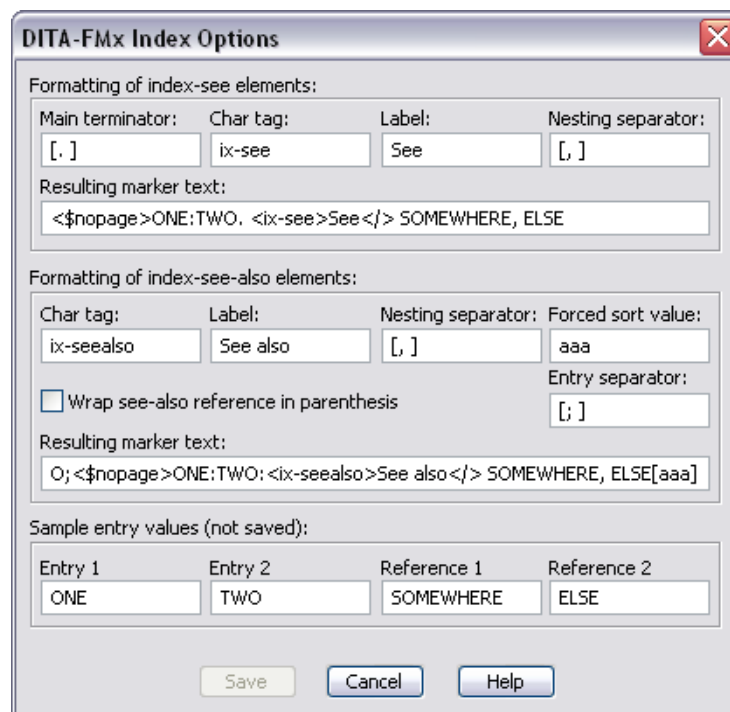 DITA-FMx Index Options
Formatting of index-see elements:
Main terminator: Char tag: Label: Nesting separator:
[. ] ix-see See [, ]
Resulting marker text:
<$nopage>ONE:TWO. <ix-see>See</> SOMEWHERE, ELSE
Formatting of index-see-also elements:
Char tag: Label: Nesting separator: Forced sort value:
ix-seealso See also [, ] aaa
Entry separator:
Wrap see-also reference in parenthesis
[; ]
Resulting marker text:
O;<$nopage>ONE:TWO:<ix-seealso>See also</> SOMEWHERE, ELSE[aaa]
Sample entry values (not saved):
Entry 1 Entry 2 Reference 1 Reference 2
ONE TWO SOMEWHERE ELSE
Save Cancel Help